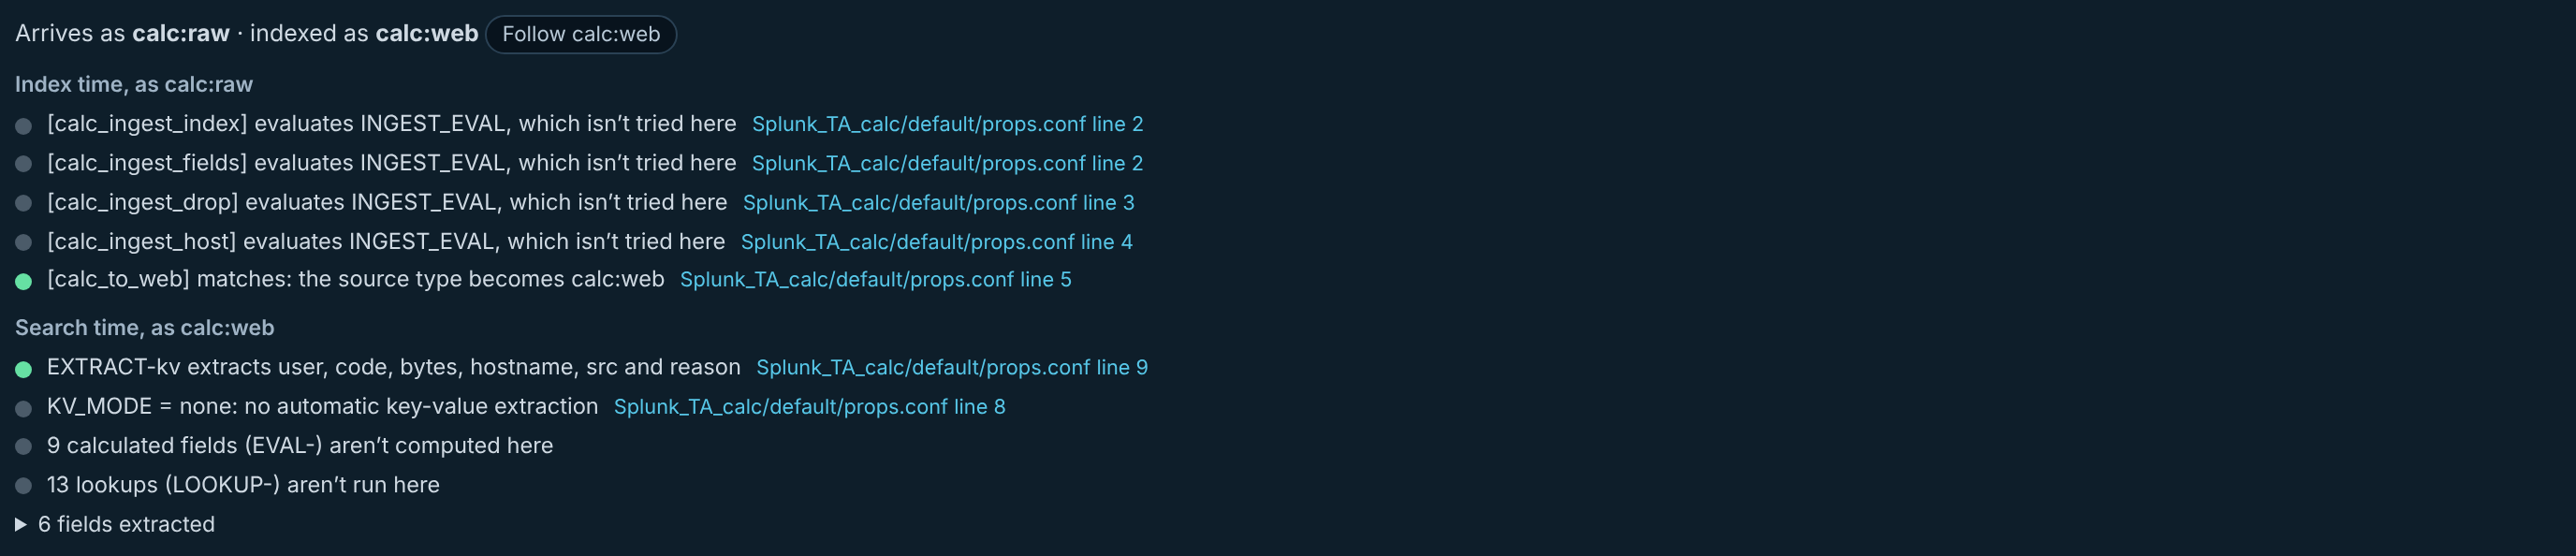 Arrives as calc:raw · indexed as calc:web Follow calc:web
Index time, as calc:raw
[calc_ingest_index] evaluates INGEST_EVAL, which isn’t tried here Splunk_TA_calc/default/props.conf line 2
[calc_ingest_fields] evaluates INGEST_EVAL, which isn’t tried here Splunk_TA_calc/default/props.conf line 2
[calc_ingest_drop] evaluates INGEST_EVAL, which isn’t tried here Splunk_TA_calc/default/props.conf line 3
[calc_ingest_host] evaluates INGEST_EVAL, which isn’t tried here Splunk_TA_calc/default/props.conf line 4
[calc_to_web] matches: the source type becomes calc:web Splunk_TA_calc/default/props.conf line 5
Search time, as calc:web
EXTRACT-kv extracts user, code, bytes, hostname, src and reason Splunk_TA_calc/default/props.conf line 9
KV_MODE = none: no automatic key-value extraction Splunk_TA_calc/default/props.conf line 8
9 calculated fields (EVAL-) aren’t computed here
13 lookups (LOOKUP-) aren’t run here
6 fields extracted